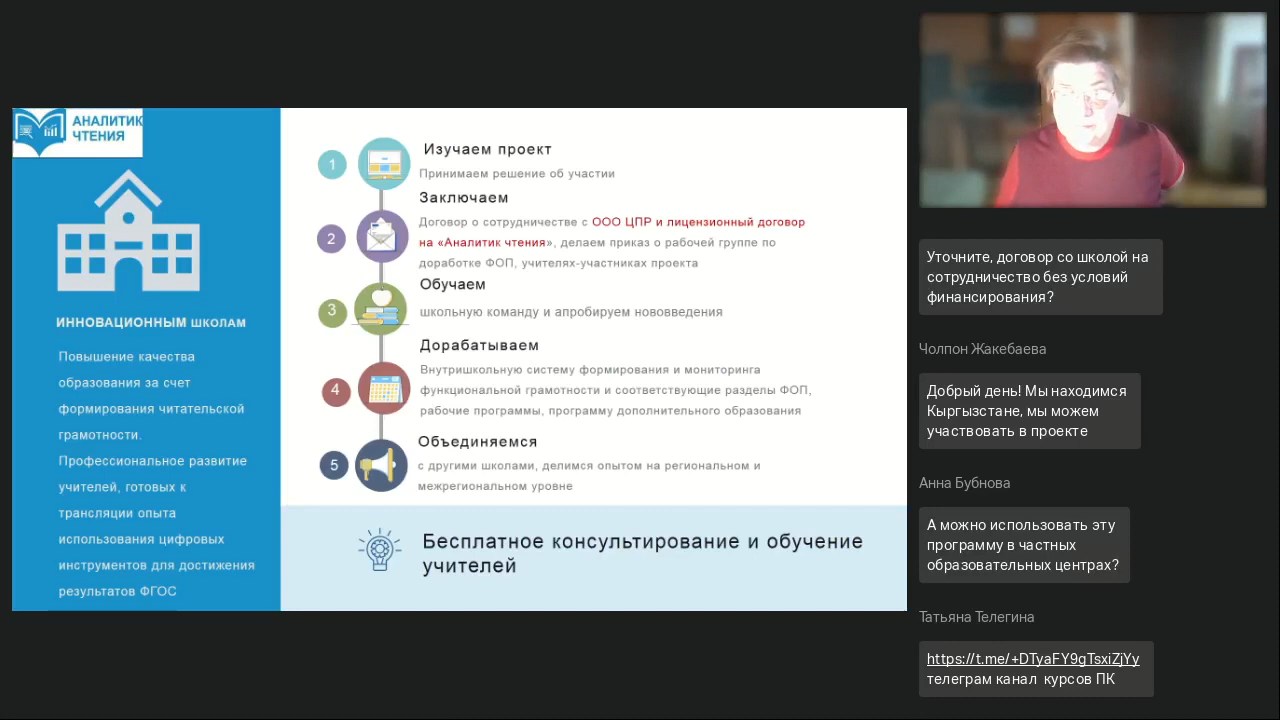 АНАЛИТИК
ЧТЕНИЯ
ИННОВАЦИОННЫМ ШКОЛАМ
Повышение качества
образования за счет
формирования читательской
грамотности.
Профессиональное развитие
учителей, готовых к
трансляции опыта
использования цифровых
инструментов для достижения
результатов ФГОС
1
Изучаем проект
Принимаем решение об участии
2
Заключаем
Договор о сотрудничестве с ООО ЦПР и лицензионный договор
на «Аналитик чтения», делаем приказ о рабочей группе по
доработке ФОП, учителях-участниках проекта
3
Обучаем
школьную команду и апробируем нововведения
4
Дорабатываем
Внутришкольную систему формирования и мониторинга
функциональной грамотности и соответствующие разделы ФОП,
рабочие программы, программу дополнительного образования
5
Объединяемся
с другими школами, делимся опытом на региональном и
межрегиональном уровне
Бесплатное консультирование и обучение
учителей
Уточните, договор со школой на
сотрудничество без условий
финансирования?
Чолпон Жакебаева
Добрый день! Мы находимся
Кыргызстане, мы можем
участвовать в проекте
Анна Бубнова
А можно использовать эту
программу в частных
образовательных центрах?
Татьяна Телегина
https://t.me/+DTyaFY9gTsxiZjYy
телеграм канал курсов ПК